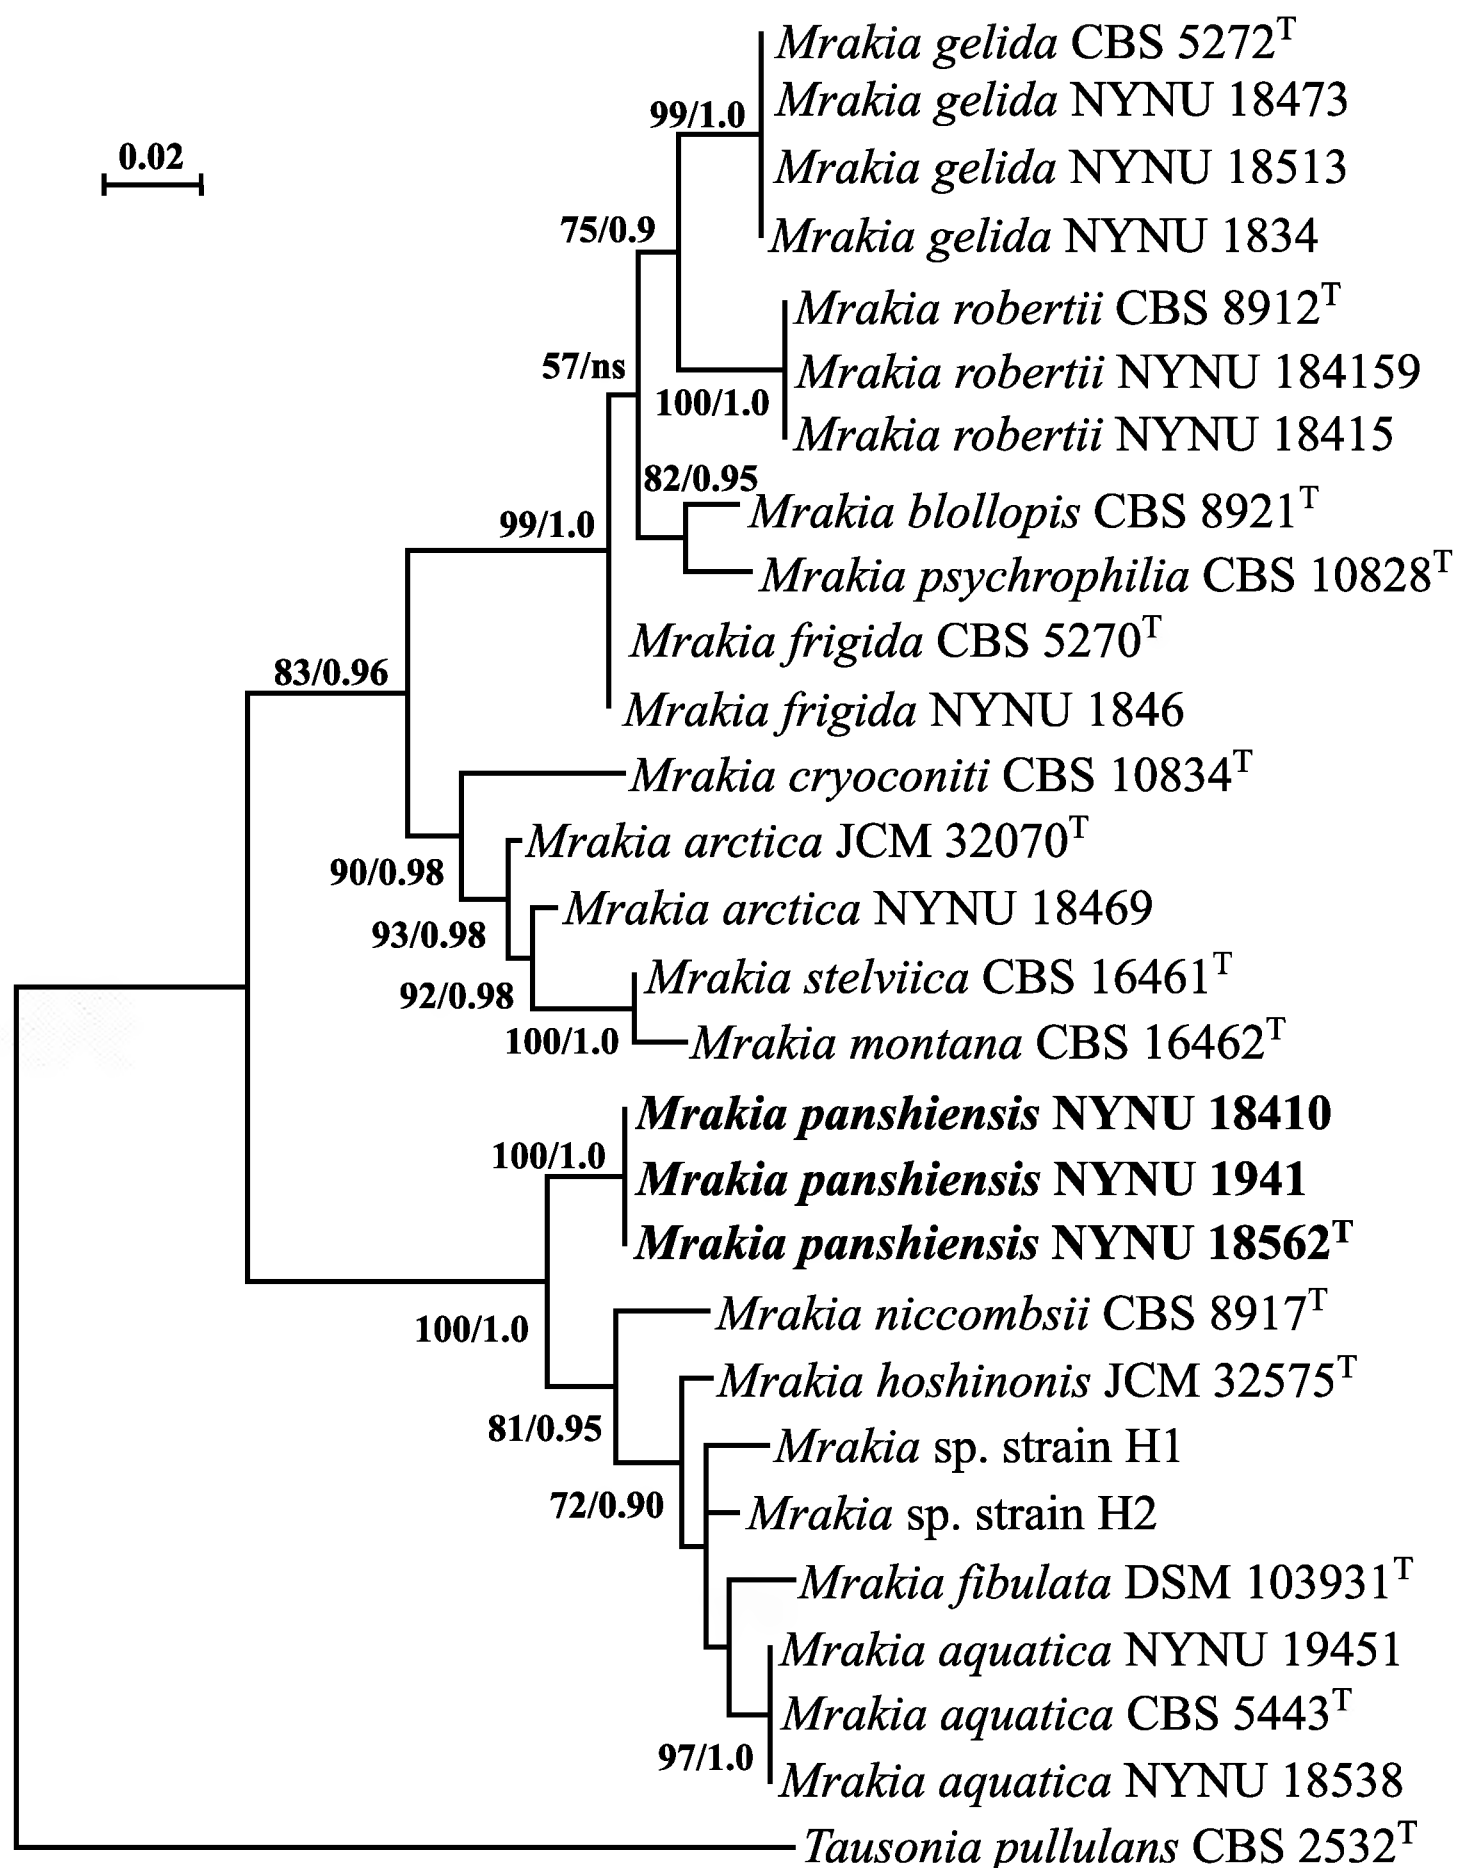 Mrakia gelida CBS 5272T
Mrakia gelida NYNU 18473
99/1.0
0.02
Mrakia gelida NYNU 18513
75/0.9
Mrakia gelida NYNU 1834
Mrakia robertii CBS 8912T
57/ns
Mrakia robertii NYNU 184159
100/1.0
Mrakia robertii NYNU 18415
82/0.95
Mrakia blollopis CBS 8921T
99/1.0
Mrakia psychrophilia CBS 10828T
Mrakia frigida CBS 5270T
83/0.96
Mrakia frigida NYNU 1846
Mrakia cryoconiti CBS 10834T
Mrakia arctica JCM 32070T
90/0.98
Mrakia arctica NYNU 18469
93/0.98
Mrakia stelviica CBS 16461T
92/0.98
100/1.0
Mrakia montana CBS 16462T
Mrakia panshiensis NYNU 18410
100/1.0
Mrakia panshiensis NYNU 1941
Mrakia panshiensis NYNU 18562T
Mrakia niccombsii CBS 8917T
100/1.0
Mrakia hoshinonis JCM 32575T
81/0.95
Mrakia sp. strain H1
72/0.90
Mrakia sp. strain H2
Mrakia fibulata DSM 103931T
Mrakia aquatica NYNU 19451
Mrakia aquatica CBS 5443T
97/1.0
Mrakia aquatica NYNU 18538
Tausonia pullulans CBS 2532T